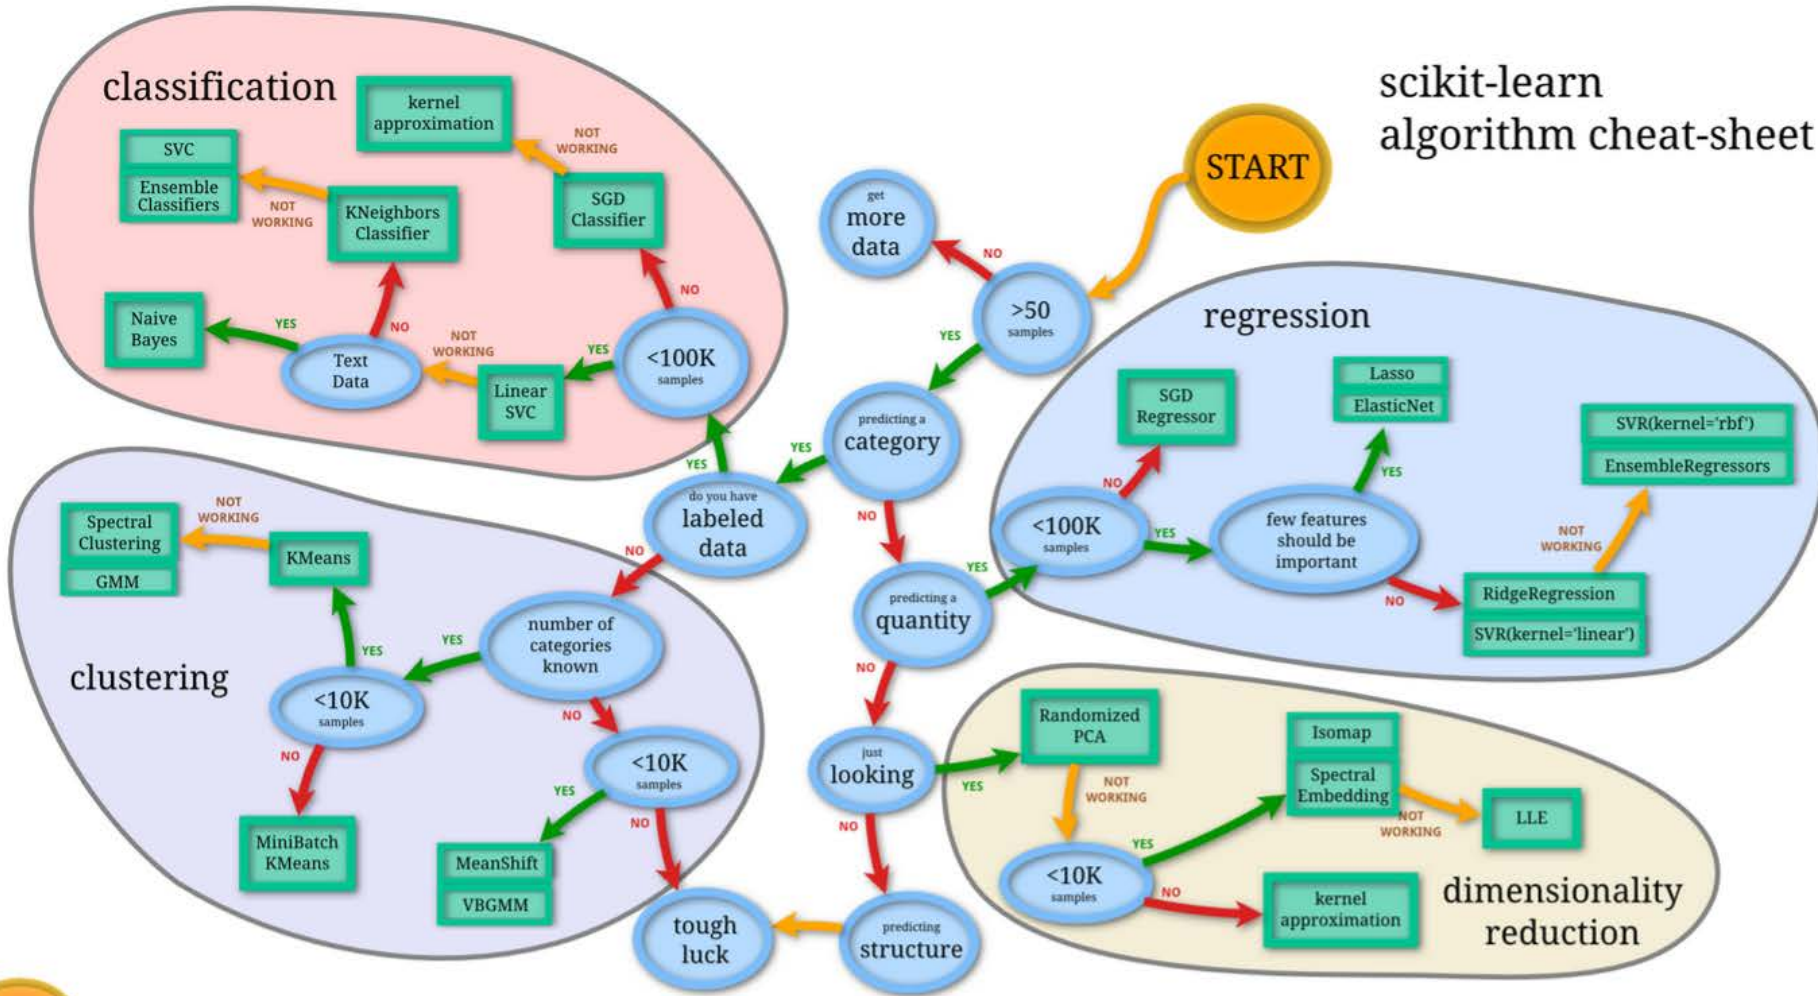 scikit-learn
algorithm cheat-sheet
START
classification
kernel
approximation
NOT
WORKING
SVC
Ensemble
Classifiers
NOT
WORKING
KNeighbors
Classifier
SGD
Classifier
NO
NO
Naive
Bayes
YES
Text
Data
NOT
WORKING
Linear
SVC
YES
<100K
samples
YES
get
more
data
NO
>50
samples
YES
predicting a
category
YES
NO
do you have
labeled
data
NO
predicting a
quantity
YES
NO
just
looking
YES
NO
predicting
structure
tough
luck
regression
SGD
Regressor
Lasso
ElasticNet
SVR(kernel='rbf')
EnsembleRegressors
NO
YES
<100K
samples
YES
few features
should be
important
NOT
WORKING
NO
RidgeRegression
SVR(kernel='linear')
clustering
Spectral
Clustering
GMM
NOT
WORKING
KMeans
number of
categories
known
YES
YES
<10K
samples
NO
NO
<10K
samples
YES
NO
MiniBatch
KMeans
MeanShift
VBGMM
Randomized
PCA
NOT
WORKING
Isomap
Spectral
Embedding
NOT
WORKING
LLE
YES
<10K
samples
NO
kernel
approximation
dimensionality
reduction